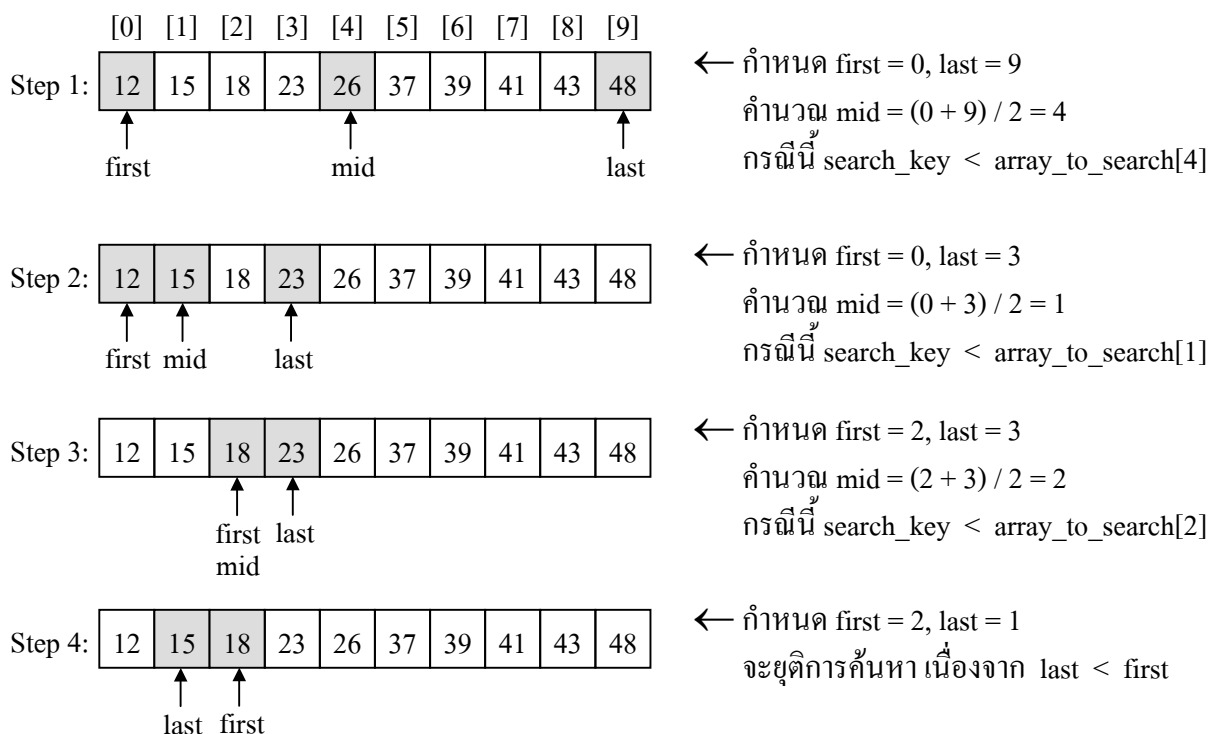 [0] [1] [2] [3] [4] [5] [6] [7] [8] [9]
Step 1: 12 15 18 23 26 37 39 41 43 48
first mid last
← กำหนด first = 0, last = 9
คำนวณ mid = (0 + 9) / 2 = 4
กรณีนี้ search_key < array_to_search[4]
Step 2: 12 15 18 23 26 37 39 41 43 48
first mid last
← กำหนด first = 0, last = 3
คำนวณ mid = (0 + 3) / 2 = 1
กรณีนี้ search_key < array_to_search[1]
Step 3: 12 15 18 23 26 37 39 41 43 48
first last
mid
← กำหนด first = 2, last = 3
คำนวณ mid = (2 + 3) / 2 = 2
กรณีนี้ search_key < array_to_search[2]
Step 4: 12 15 18 23 26 37 39 41 43 48
last first
← กำหนด first = 2, last = 1
จะยุติการค้นหา เนื่องจาก last < first